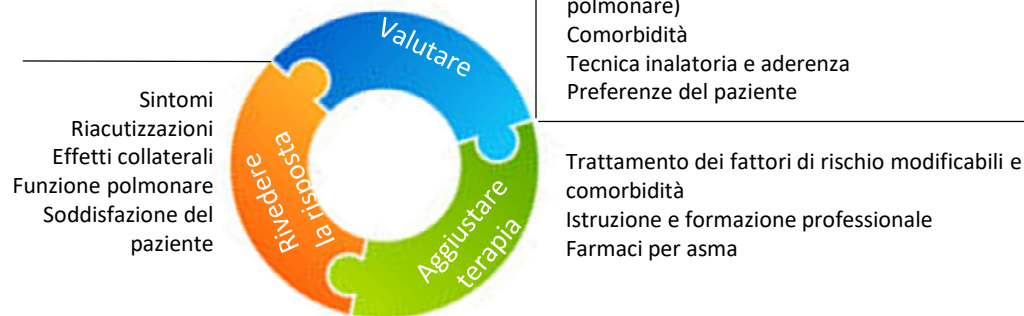 polmonare)
Comorbidità
Tecnica inalatoria e aderenza
Preferenze del paziente
Valutare
Sintomi
Riacutizzazioni
Effetti collaterali
Funzione polmonare
Soddisfazione del
paziente
Rivedere
la risposta
Aggiustare
terapia
Trattamento dei fattori di rischio modificabili e
comorbidità
Istruzione e formazione professionale
Farmaci per asma